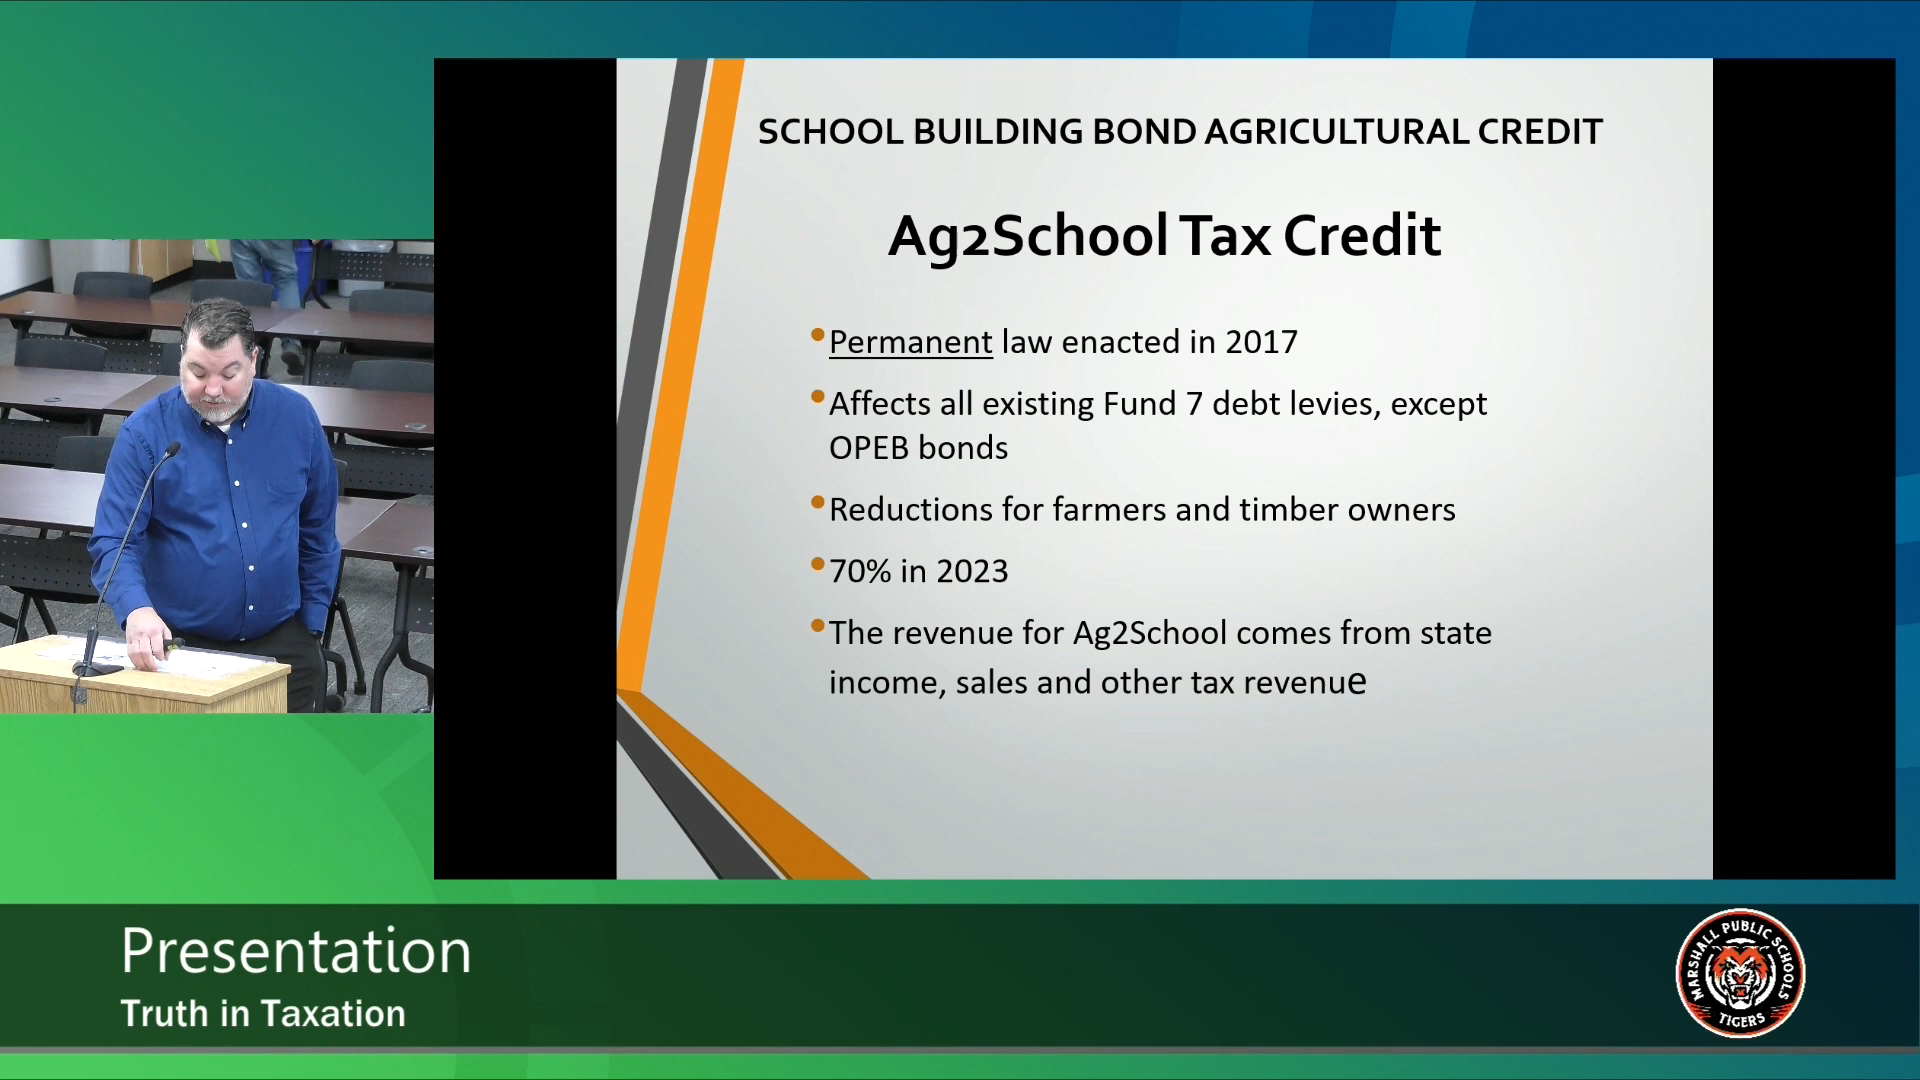 SCHOOL BUILDING BOND AGRICULTURAL CREDIT
Ag2School Tax Credit
•Permanent law enacted in 2017
•Affects all existing Fund 7 debt levies, except
OPEB bonds
•Reductions for farmers and timber owners
•70% in 2023
•The revenue for Ag2School comes from state
income, sales and other tax revenue
Presentation
Truth in Taxation
MARSHALL PUBLIC SCHOOLS
TIGERS